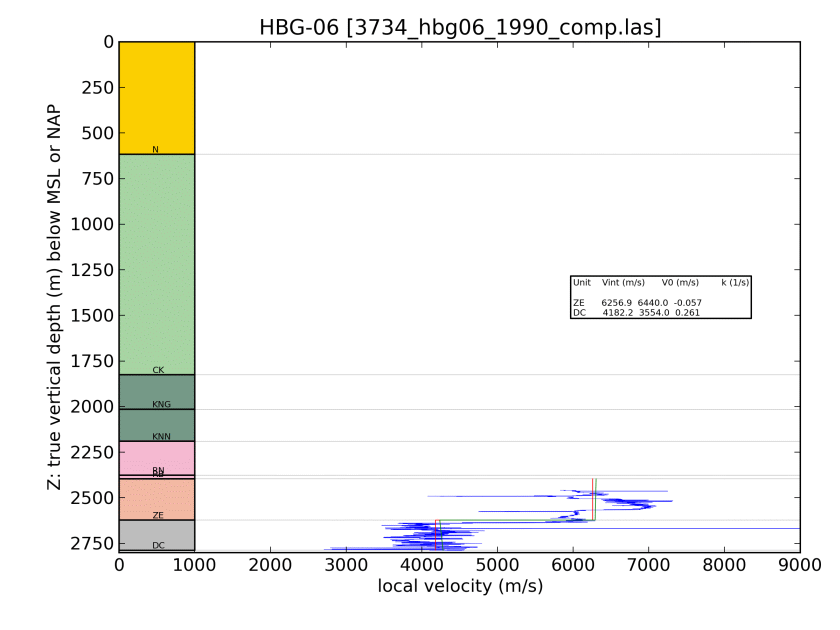 HBG-06 [3734_hbg06_1990_comp.las]
Z: true vertical depth (m) below MSL or NAP
0
250
500
750
1000
1250
1500
1750
2000
2250
2500
2750
N
CK
KNG
KNN
RN
ZE
DC
Unit Vint (m/s) V0 (m/s) k (1/s)
ZE 6256.9 6440.0 -0.057
DC 4182.2 3554.0 0.261
0 1000 2000 3000 4000 5000 6000 7000 8000 9000
local velocity (m/s)